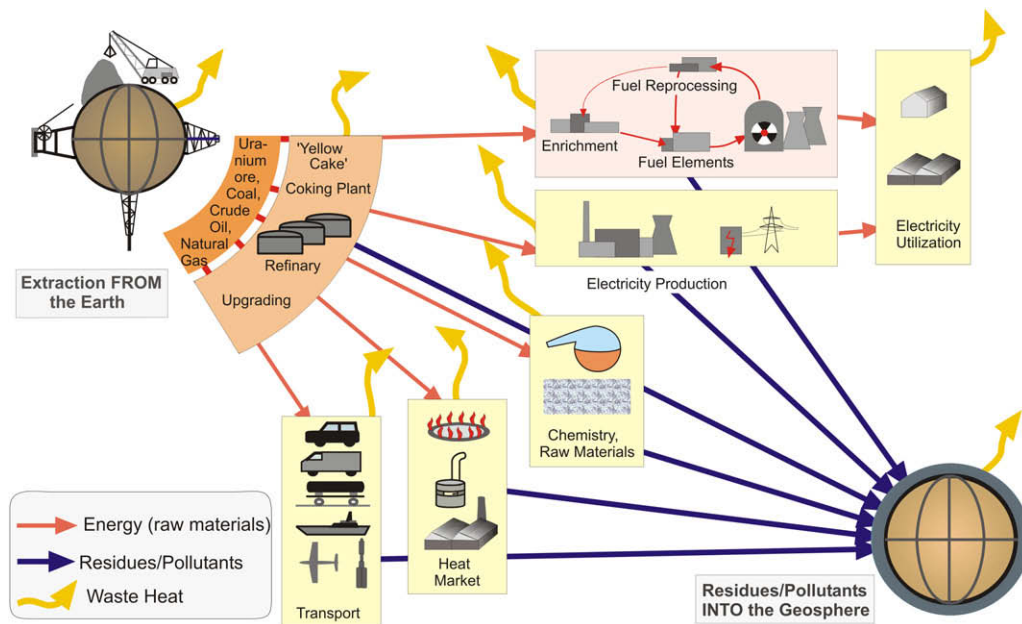 Extraction FROM
the Earth
Ura-
nium
ore,
Coal,
Crude
Oil,
Natural
Gas
'Yellow
Cake'
Coking Plant
Refinary
Upgrading
Fuel Reprocessing
Enrichment
Fuel Elements
Electricity Production
Electricity
Utilization
Chemistry,
Raw Materials
Heat
Market
Transport
Energy (raw materials)
Residues/Pollutants
Waste Heat
Residues/Pollutants
INTO the Geosphere